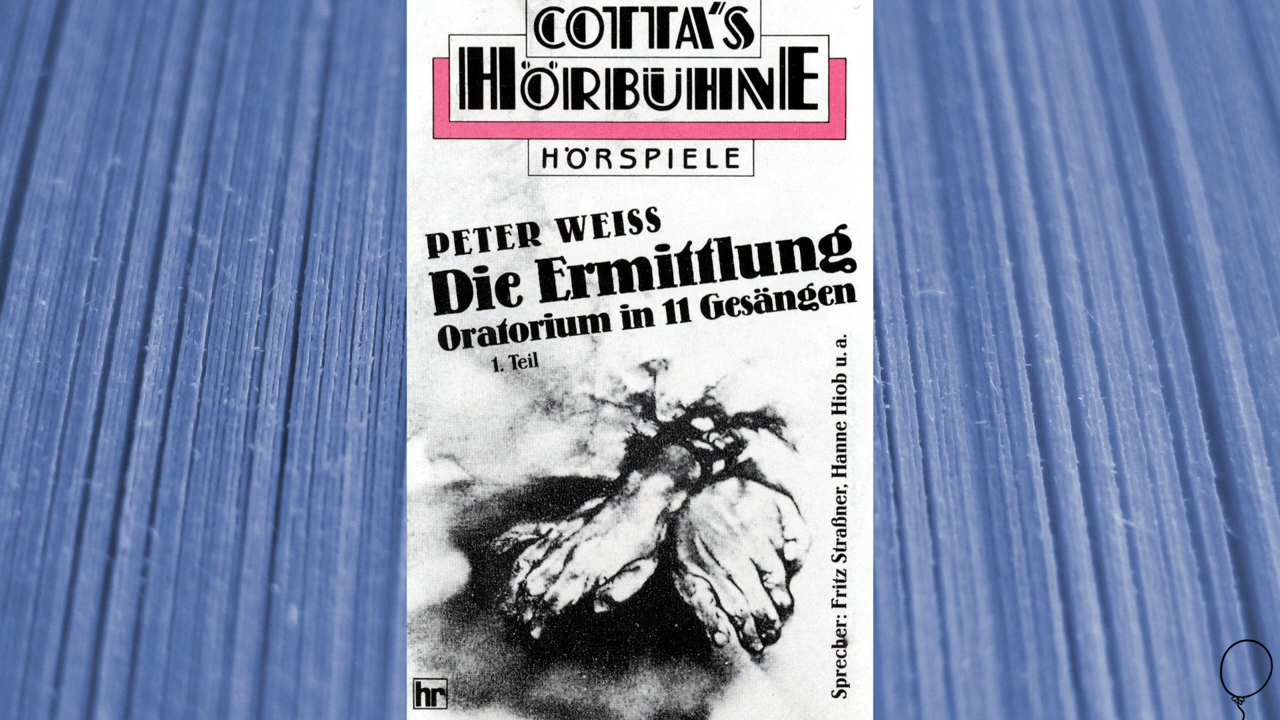 COTTA'S
HÖRBÜHNE
HÖRSPIELE
PETER WEISS
Die Ermittlung
Oratorium in 11 Gesängen
1. Teil
Sprecher: Fritz Straßner, Hanne Hiob u. a.
hr